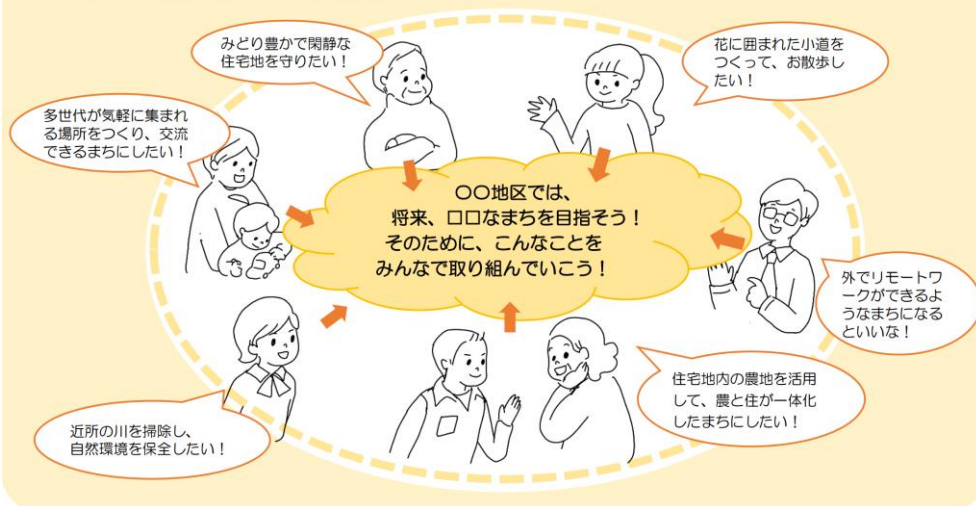 みどり豊かで閑静な
住宅地を守りたい！
花に囲まれた小道を
つくって、お散歩し
たい！
多世代が気軽に集まれ
る場所をつくり、交流
できるまちにしたい！
〇〇地区では、
将来、□□なまちを目指そう！
そのために、こんなことを
みんなで取り組んでいこう！
外でリモートワ
ークができるよ
うなまちになる
といいな！
住宅地内の農地を活用
して、農と住が一体化
したまちにしたい！
近所の川を掃除し、
自然環境を保全したい！